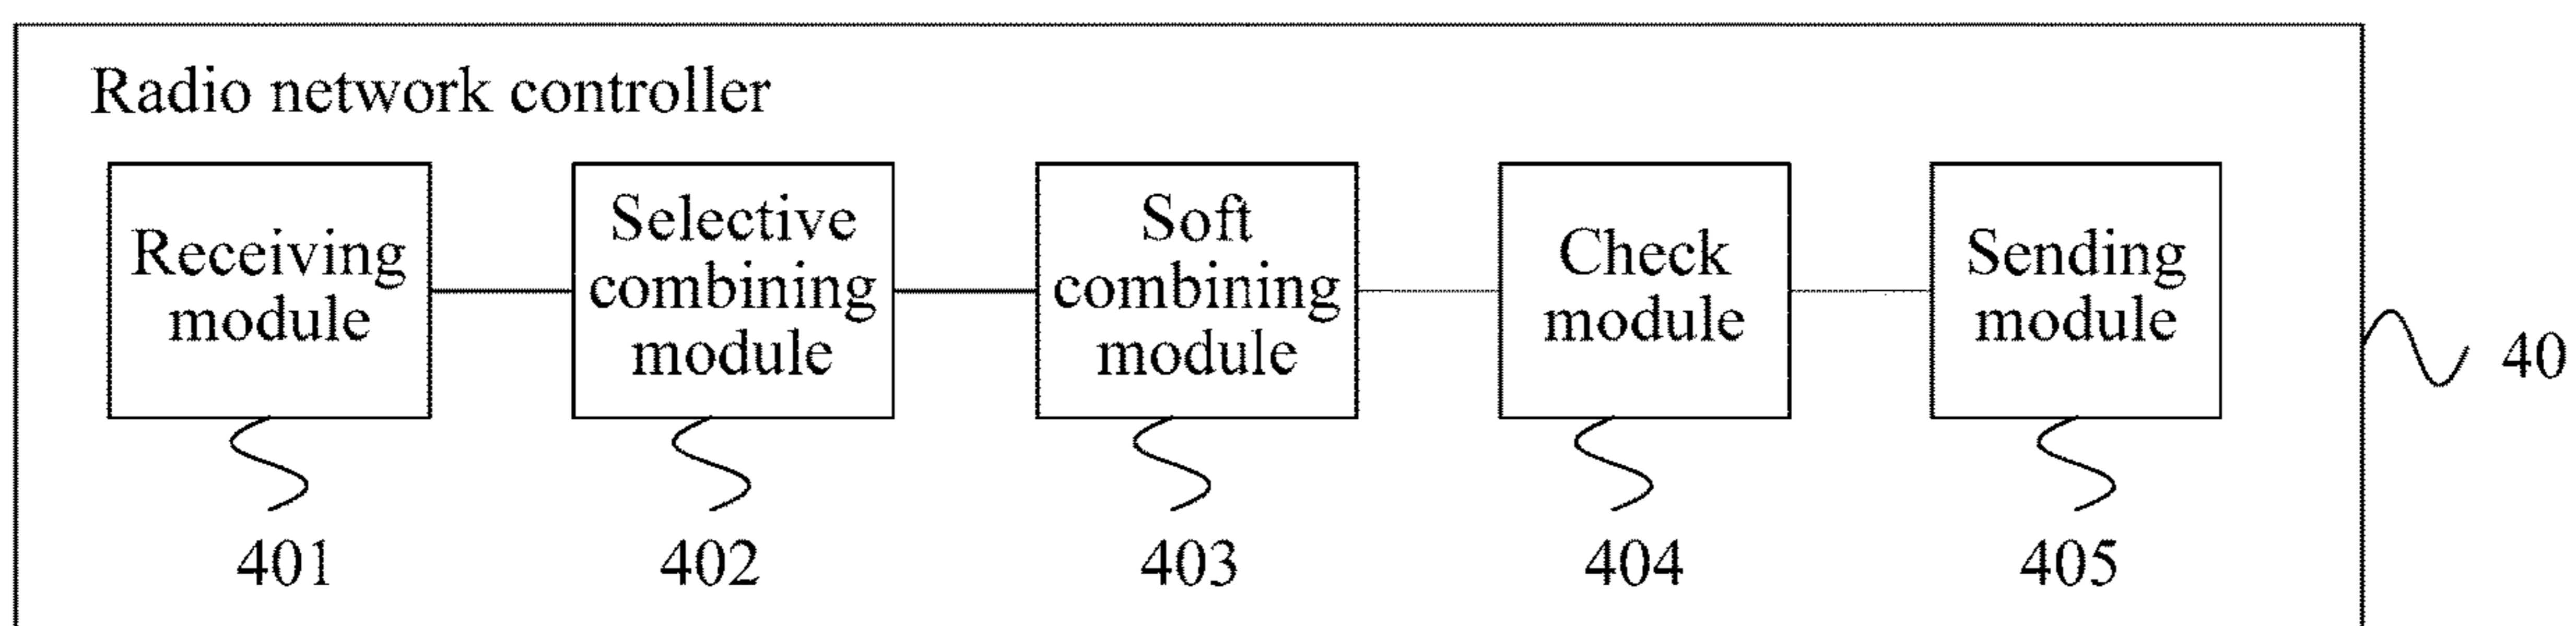 Radio network controller
Receiving
module
Selective
combining
module
Soft
combining
module
Check
module
Sending
module
40
401
402
403
404
405